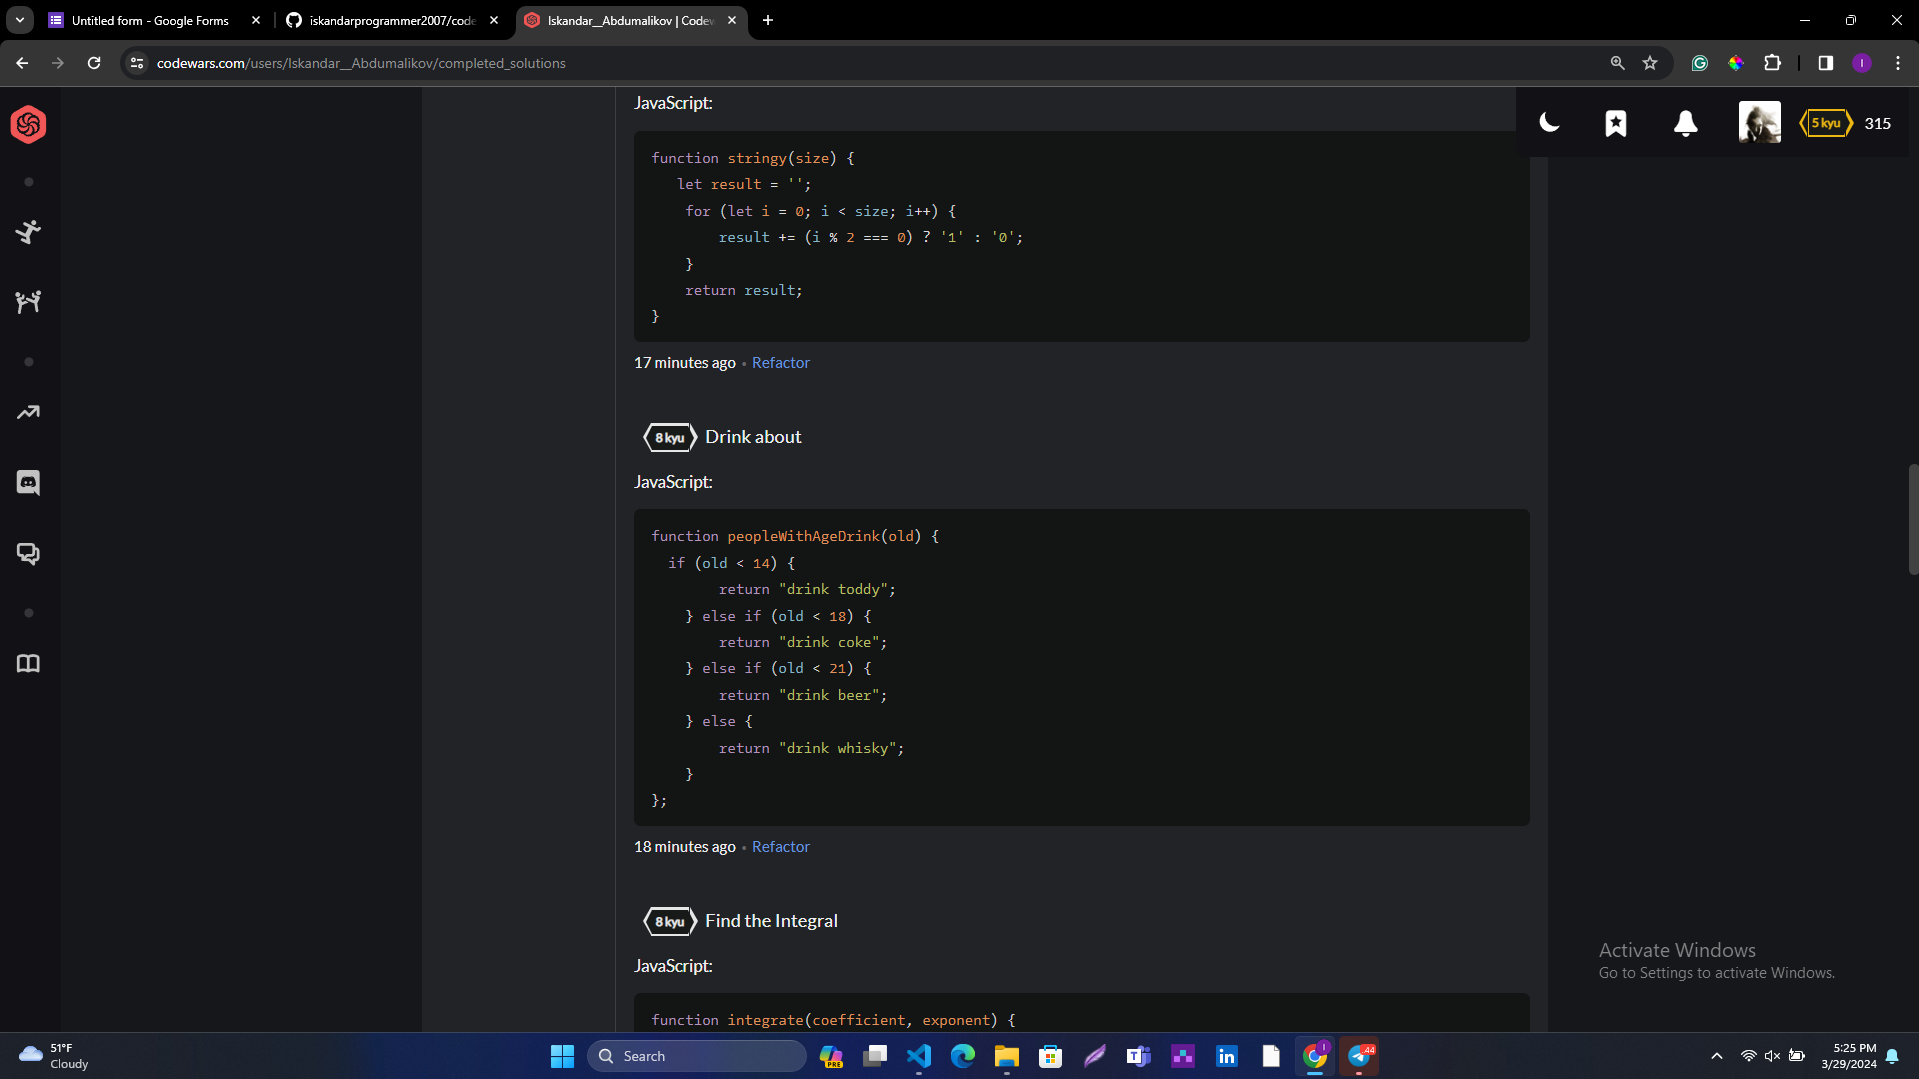 Untitled form - Google Forms
iskandarprogrammer2007/code
Iskandar__Abdumalikov | Codew
codewars.com/users/Iskandar__Abdumalikov/completed_solutions
I
JavaScript:
5 kyu
315
function stringy(size) {
let result = '';
for (let i = 0; i < size; i++) {
result += (i % 2 === 0) ? '1' : '0';
}
return result;
}
17 minutes ago • Refactor
8 kyu Drink about
JavaScript:
function peopleWithAgeDrink(old) {
if (old < 14) {
return "drink toddy";
} else if (old < 18) {
return "drink coke";
} else if (old < 21) {
return "drink beer";
} else {
return "drink whisky";
}
};
18 minutes ago • Refactor
8 kyu Find the Integral
JavaScript:
function integrate(coefficient, exponent) {
Activate Windows
Go to Settings to activate Windows.
51°F
Cloudy
Search
PRE
44
5:25 PM
3/29/2024